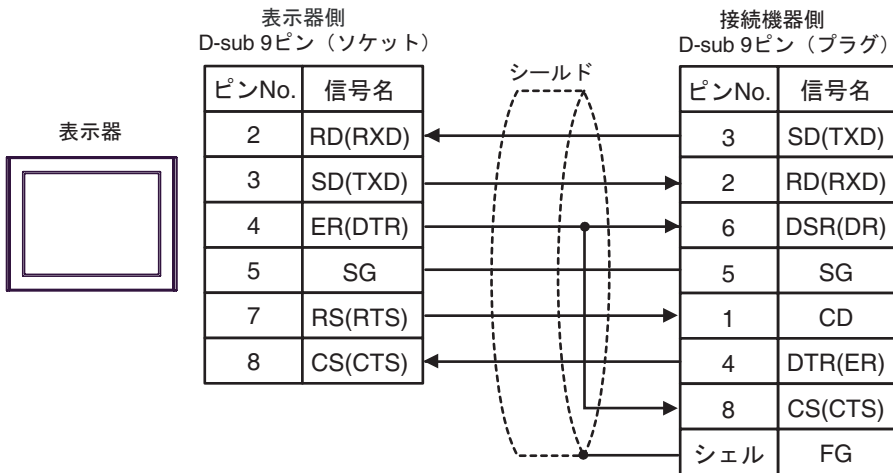 表示器側
D-sub 9ピン（ソケット）
接続機器側
D-sub 9ピン（プラグ）
シールド
表示器
ピンNo. 信号名
2 RD(RXD)
3 SD(TXD)
4 ER(DTR)
5 SG
7 RS(RTS)
8 CS(CTS)
ピンNo. 信号名
3 SD(TXD)
2 RD(RXD)
6 DSR(DR)
5 SG
1 CD
4 DTR(ER)
8 CS(CTS)
シェル FG